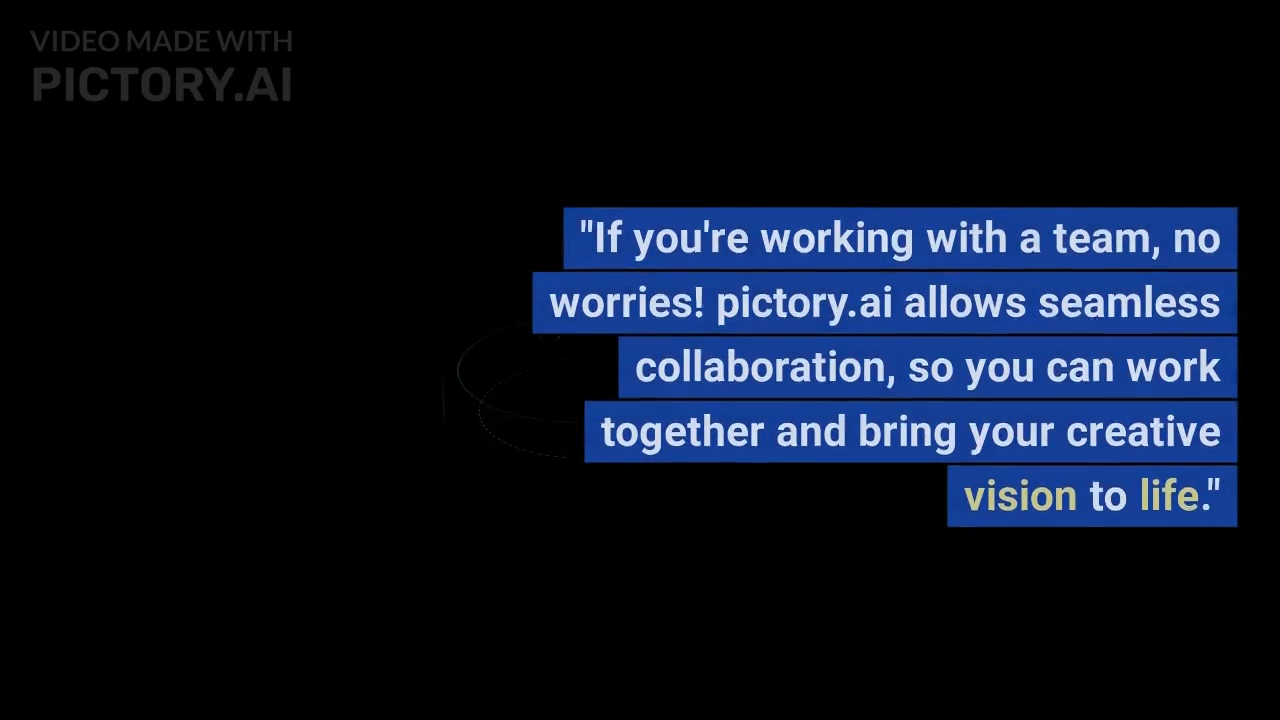 VIDEO MADE WITH
PICTORY.AI
"If you're working with a team, no
worries! pictory.ai allows seamless
collaboration, so you can work
together and bring your creative
vision to life."